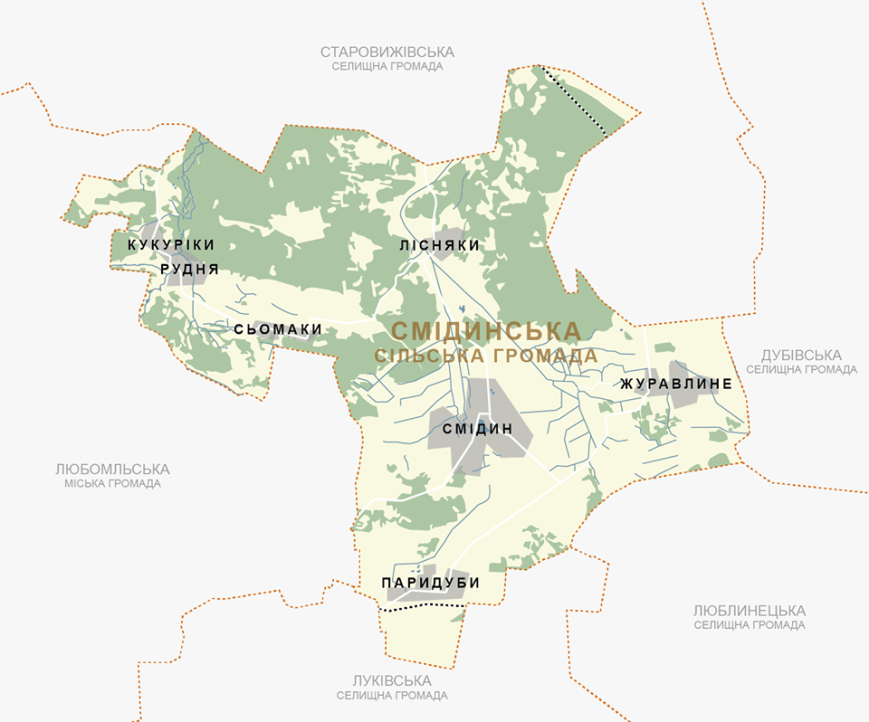 СТАРОВИЖІВСЬКА
СЕЛИЩНА ГРОМАДА
КУКУРІКИ
РУДНЯ
ЛІСНЯКИ
СЬОМАКИ
СМІДИНСЬКА
СІЛЬСЬКА ГРОМАДА
ДУБІВСЬКА
СЕЛИЩНА ГРОМАДА
ЖУРАВЛИНЕ
СМІДИН
ЛЮБОМЛЬСЬКА
МІСЬКА ГРОМАДА
ПАРИДУБИ
ЛЮБЛИНЕЦЬКА
СЕЛИЩНА ГРОМАДА
ЛУКІВСЬКА
СЕЛИЩНА ГРОМАДА